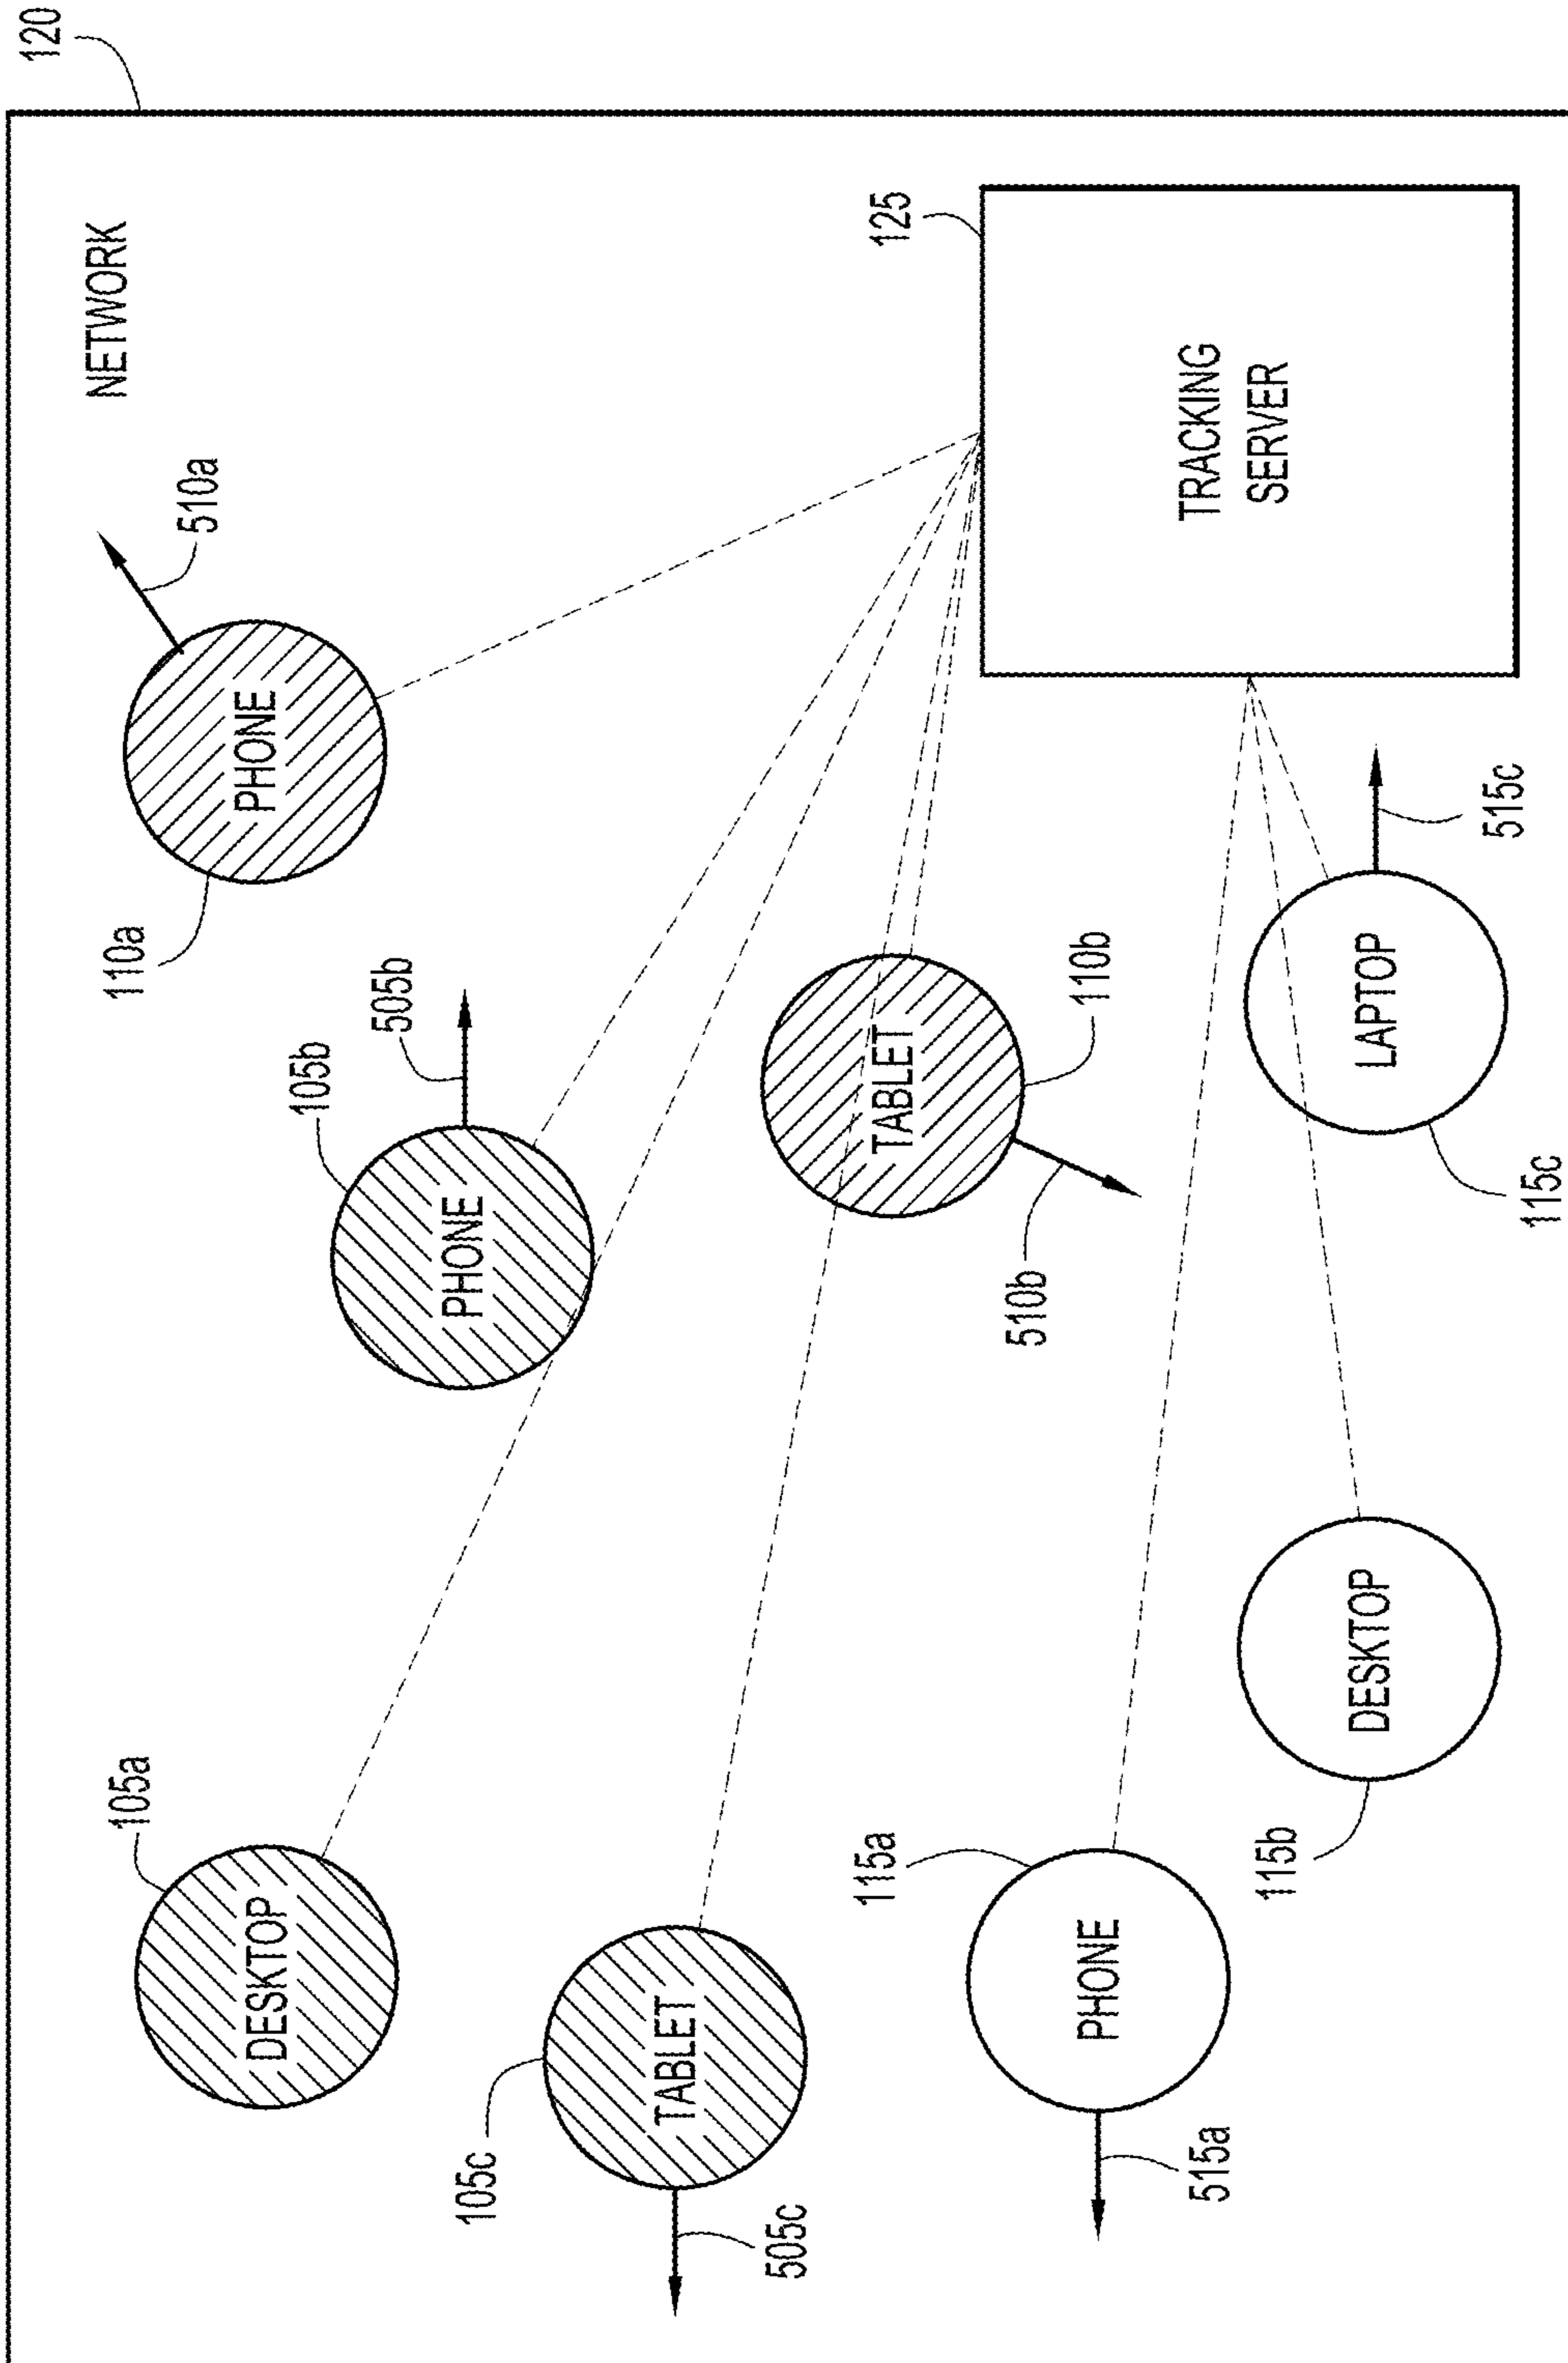 120
NETWORK
105a
110a
510a
DESKTOP
PHONE
105b
505b
PHONE
105c
TABLET
505c
115a
125
TABLET
510b
110b
PHONE
515a
TRACKING
SERVER
115b
DESKTOP
LAPTOP
515c
115c